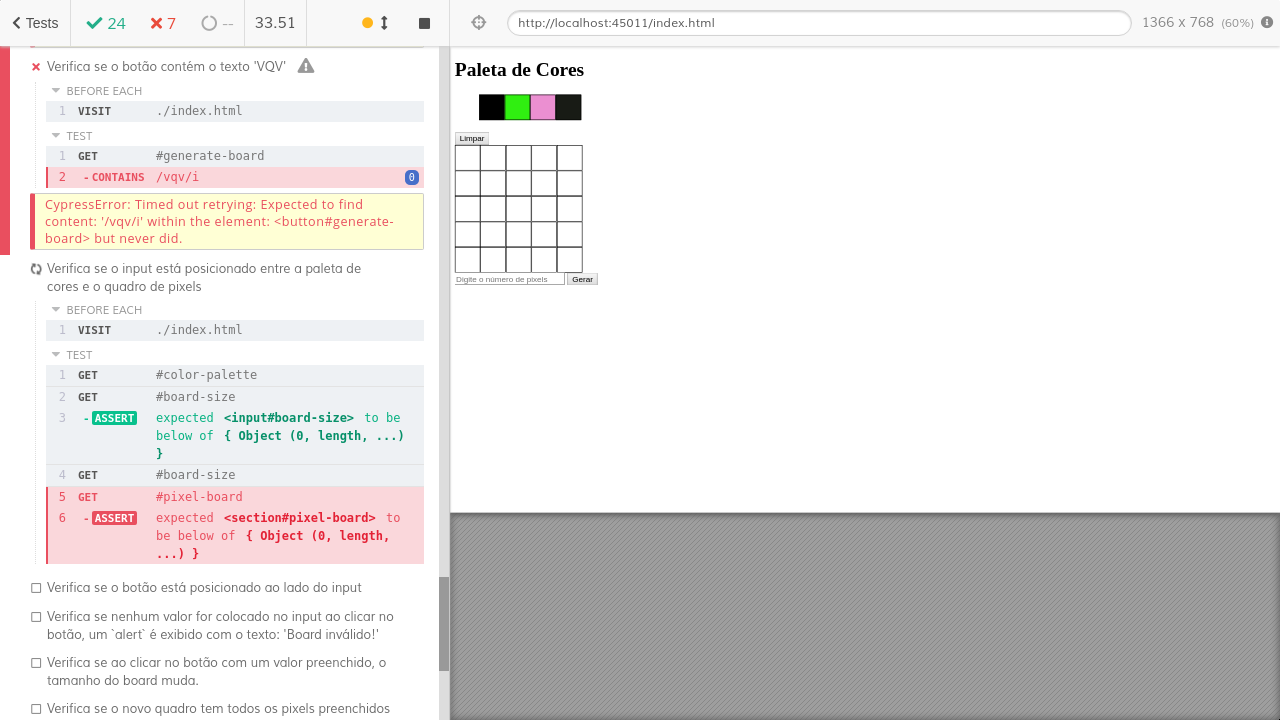 Tests
24
7
--
33.51
http://localhost:45011/index.html
1366 x 768 (60%)
Verifica se o botão contém o texto 'VQV'
BEFORE EACH
1 VISIT ./index.html
TEST
1 GET #generate-board
2 -CONTAINS /vqv/i 0
CypressError: Timed out retrying: Expected to find
content: '/vqv/i' within the element: <button#generate-
board> but never did.
Verifica se o input está posicionado entre a paleta de
cores e o quadro de pixels
BEFORE EACH
1 VISIT ./index.html
TEST
1 GET #color-palette
2 GET #board-size
3 -ASSERT expected <input#board-size> to be
below of { Object (0, length, ...)
}
4 GET #board-size
5 GET #pixel-board
6 -ASSERT expected <section#pixel-board> to
be below of { Object (0, length,
...) }
Verifica se o botão está posicionado ao lado do input
Verifica se nenhum valor for colocado no input ao clicar no
botão, um `alert` é exibido com o texto: 'Board inválido!'
Verifica se ao clicar no botão com um valor preenchido, o
tamanho do board muda.
Verifica se o novo quadro tem todos os pixels preenchidos
Paleta de Cores
Limpar
Digite o número de pixels Gerar